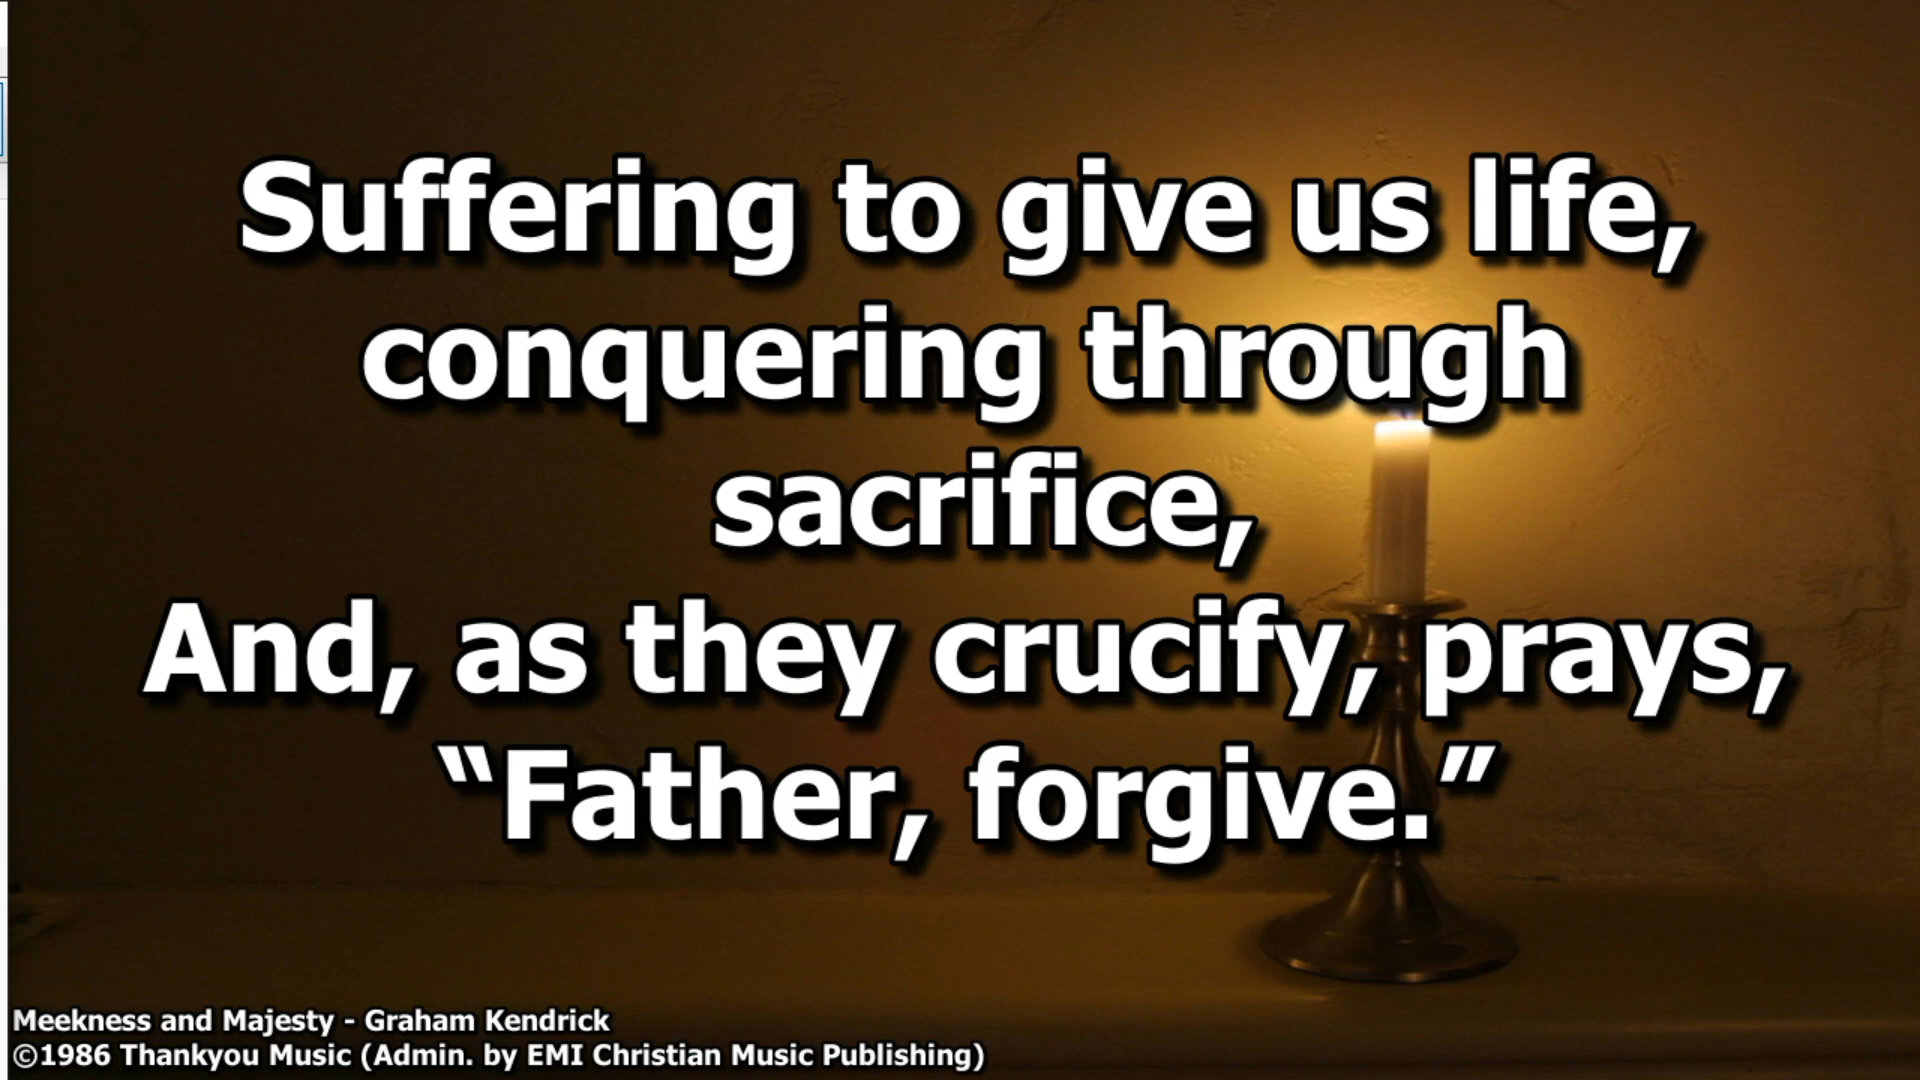 Suffering to give us life,
conquering through
sacrifice,
And, as they crucify, prays,
“Father, forgive.”
Meekness and Majesty - Graham Kendrick
©1986 Thankyou Music (Admin. by EMI Christian Music Publishing)